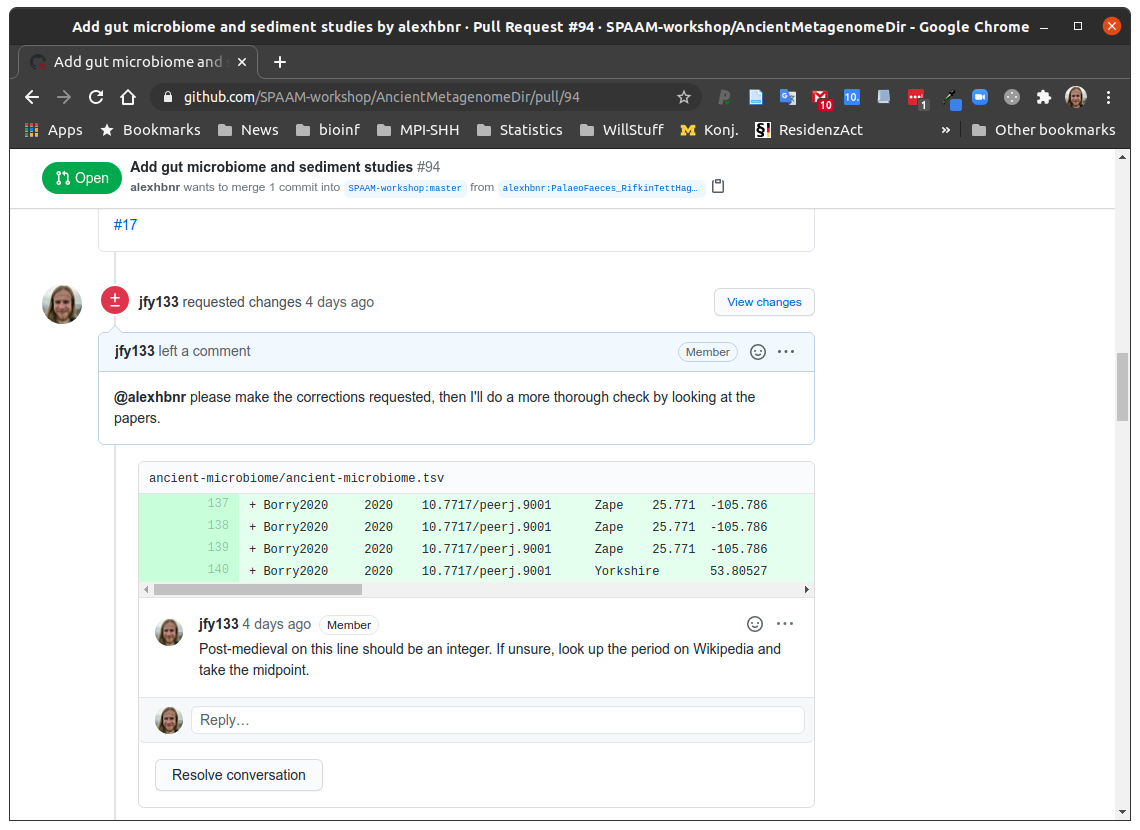 Add gut microbiome and sediment studies by alexhbnr · Pull Request #94 · SPAAM-workshop/AncientMetagenomeDir - Google Chrome
Add gut microbiome and
github.com/SPAAM-workshop/AncientMetagenomeDir/pull/94
10
10.
1
Apps Bookmarks News bioinf MPI-SHH Statistics WillStuff Konj. S! ResidenzAct » Other bookmarks
Open
Add gut microbiome and sediment studies #94
alexhbnr wants to merge 1 commit into SPAAM-workshop:master from alexhbnr:PalaeoFaeces_RifkinTettHag…
#17
jfy133 requested changes 4 days ago
View changes
jfy133 left a comment
Member
@alexhbnr please make the corrections requested, then I'll do a more thorough check by looking at the
papers.
ancient-microbiome/ancient-microbiome.tsv
137 + Borry2020 2020 10.7717/peerj.9001 Zape 25.771 -105.786
138 + Borry2020 2020 10.7717/peerj.9001 Zape 25.771 -105.786
139 + Borry2020 2020 10.7717/peerj.9001 Zape 25.771 -105.786
140 + Borry2020 2020 10.7717/peerj.9001 Yorkshire 53.80527
jfy133 4 days ago Member
Post-medieval on this line should be an integer. If unsure, look up the period on Wikipedia and
take the midpoint.
Reply…
Resolve conversation